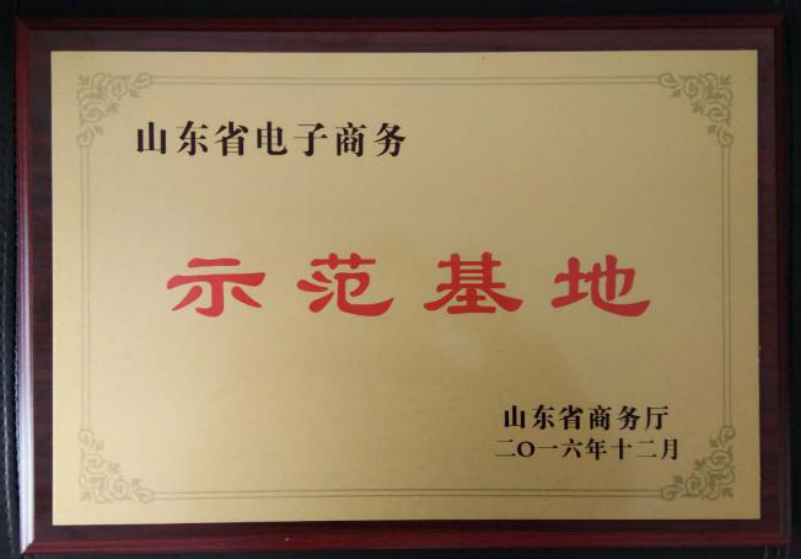 山东省电子商务
示范基地
山东省商务厅
二〇一六年十二月